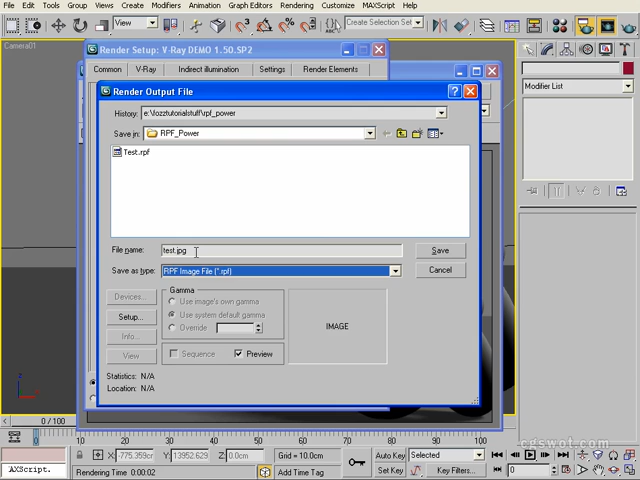 File Edit Tools Group Views Create Modifiers Animation Graph Editors Rendering Customize MAXScript Help
View Create Selection Set
Camera01
Render Setup: V-Ray DEMO 1.50.SP2
Common V-Ray Indirect illumination Settings Render Elements
Render Output File
History: e:\fozztutorialstuff\rpf_power
Save in: RPF_Power
Test.rpf
File name: test.jpg Save
Save as type: RPF Image File (*.rpf) Cancel
Devices... Gamma
Use image's own gamma
Setup... Use system default gamma
Override
Info...
IMAGE
View Sequence Preview
Statistics: N/A
Location: N/A
Modifier List
0 / 100
0 10 20 30 40 50 60 70 80 90 100
cgswot.com
-775.359cm 13952.629 Z: 0.0cm Grid = 10.0cm Auto Key Selected
AXScript. Rendering Time 0:00:02 Add Time Tag Set Key Key Filters... 0